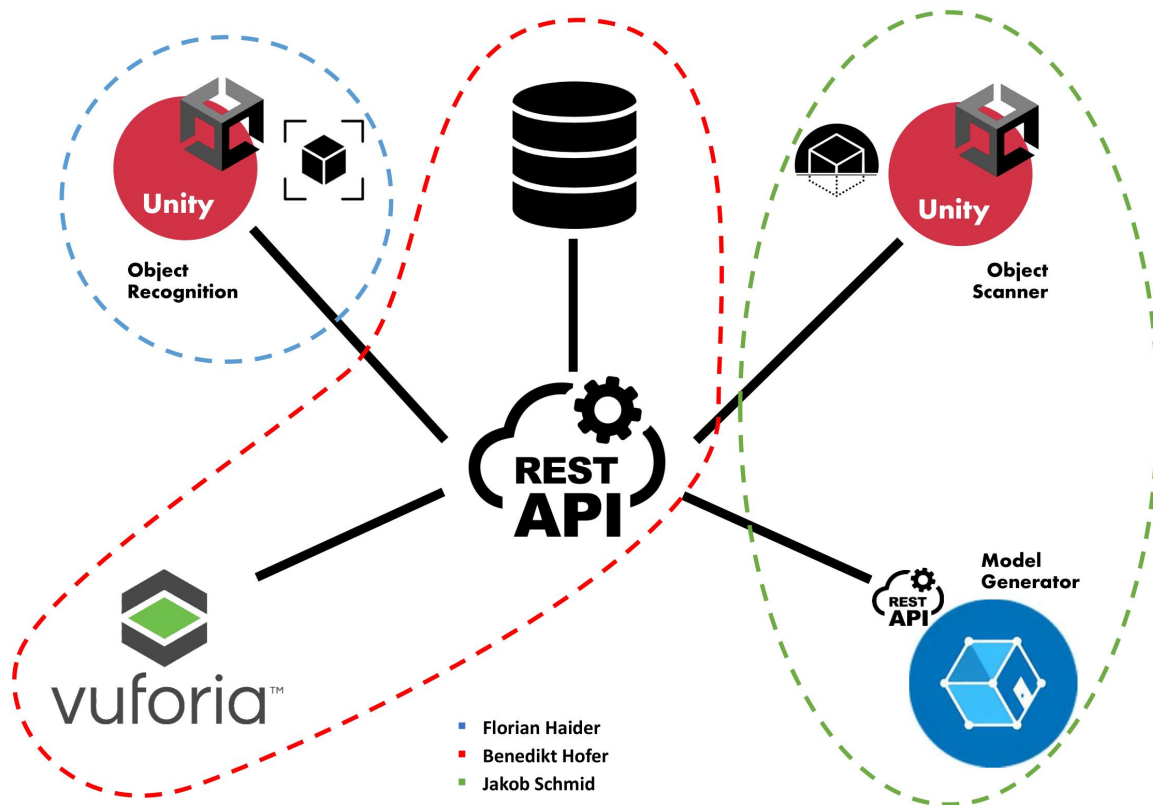 Unity
Object
Recognition
Unity
Object
Scanner
REST
API
Model
Generator
REST
API
vuforia™
Florian Haider
Benedikt Hofer
Jakob Schmid